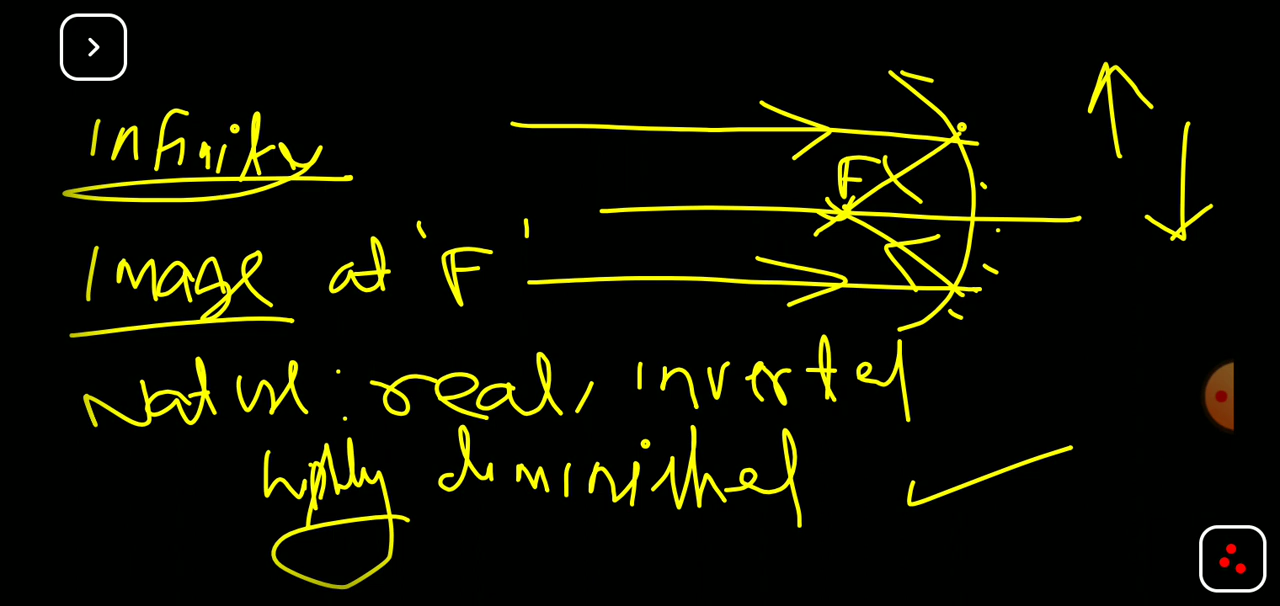 Infinity
F
Image at 'F'
Nature: real, inverted
highly diminished